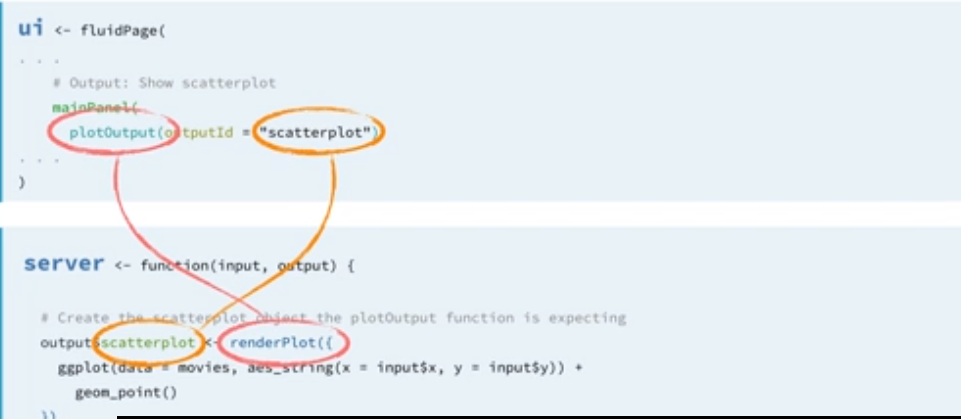 ui <- fluidPage(
. . .
# Output: Show scatterplot
mainPanel(
plotOutput(outputId = "scatterplot")
. . .
)
server <- function(input, output) {
# Create the scatterplot object the plotOutput function is expecting
output$scatterplot <- renderPlot({
ggplot(data = movies, aes_string(x = input$x, y = input$y)) +
geom_point()
})